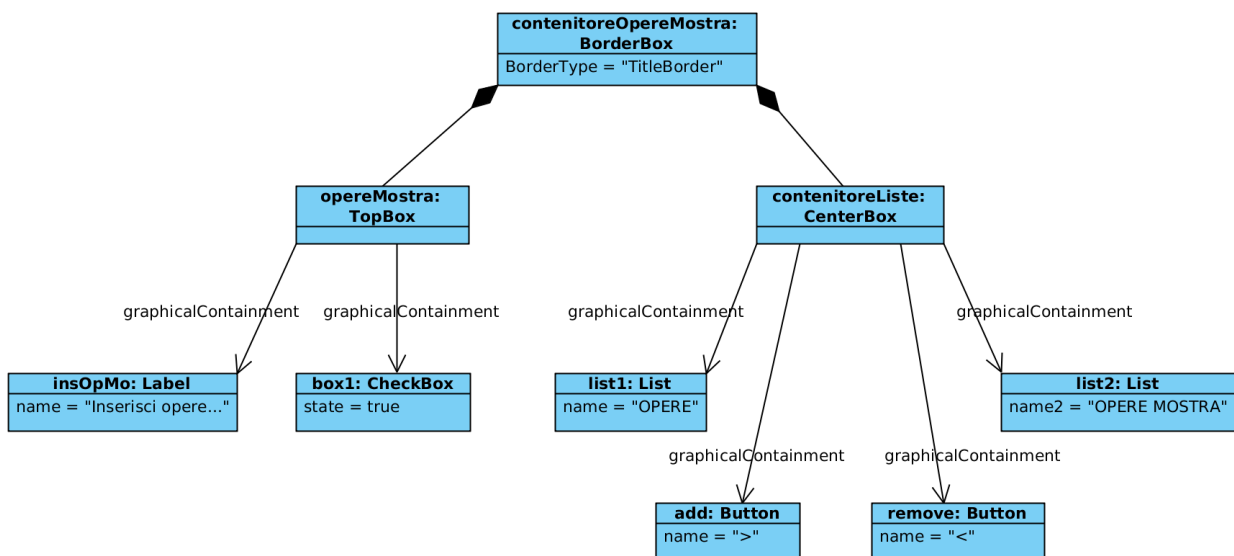 contenitoreOpereMostra:
BorderBox
BorderType = "TitleBorder"
opereMostra:
TopBox
contenitoreListe:
CenterBox
graphicalContainment
graphicalContainment
graphicalContainment
graphicalContainment
insOpMo: Label
name = "Inserisci opere..."
box1: CheckBox
state = true
list1: List
name = "OPERE"
list2: List
name2 = "OPERE MOSTRA"
graphicalContainment
graphicalContainment
add: Button
name = ">"
remove: Button
name = "<"